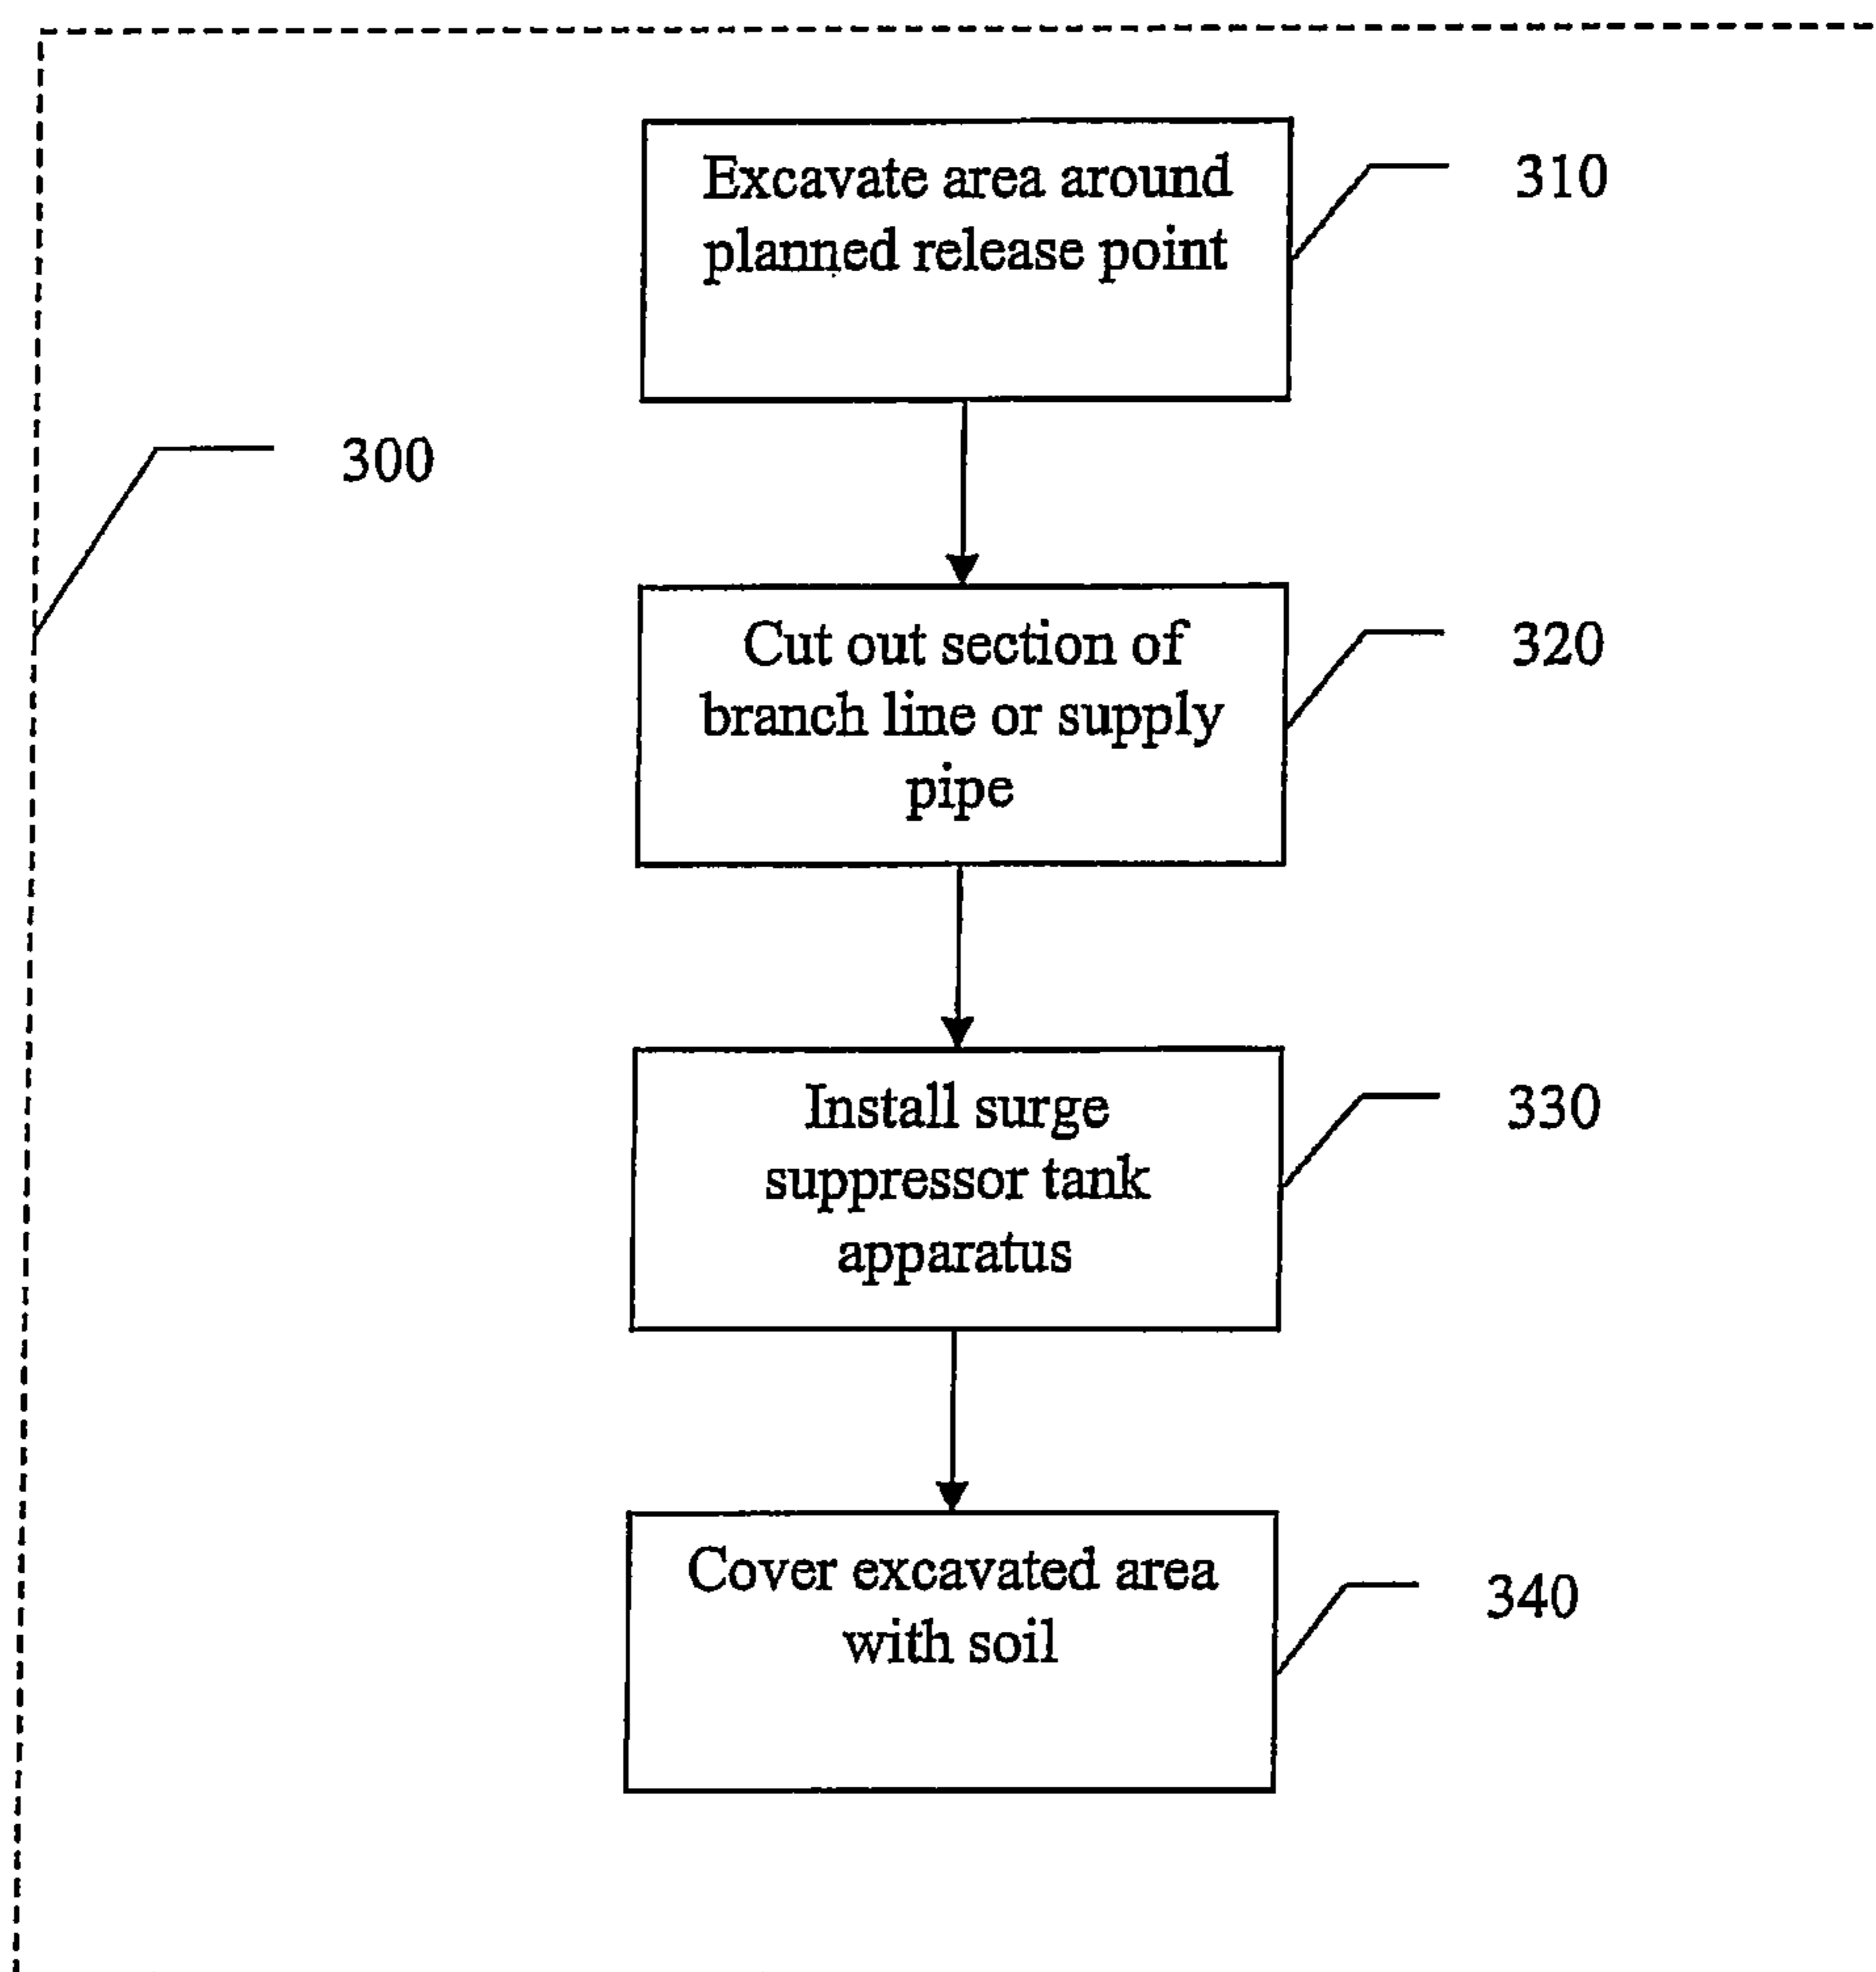 Excavate area around
planned release point
310
300
Cut out section of
branch line or supply
pipe
320
Install surge
suppressor tank
apparatus
330
Cover excavated area
with soil
340